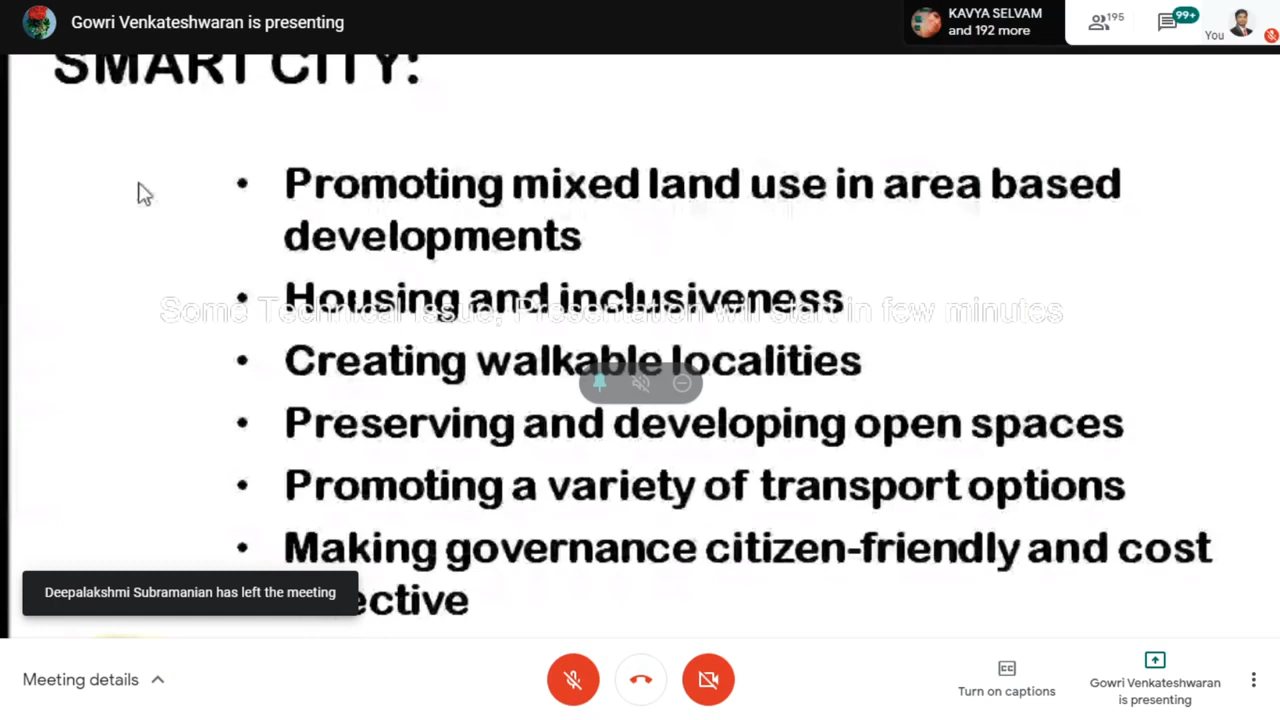 Gowri Venkateshwaran is presenting
KAVYA SELVAM
and 192 more
195
99+
You
SMART CITY:
• Promoting mixed land use in area based
developments
• Housing and inclusiveness
Some Technical Issue, Presentation will start in few minutes
• Creating walkable localities
• Preserving and developing open spaces
• Promoting a variety of transport options
• Making governance citizen-friendly and cost
ective
Deepalakshmi Subramanian has left the meeting
Meeting details
CC
Turn on captions
Gowri Venkateshwaran
is presenting